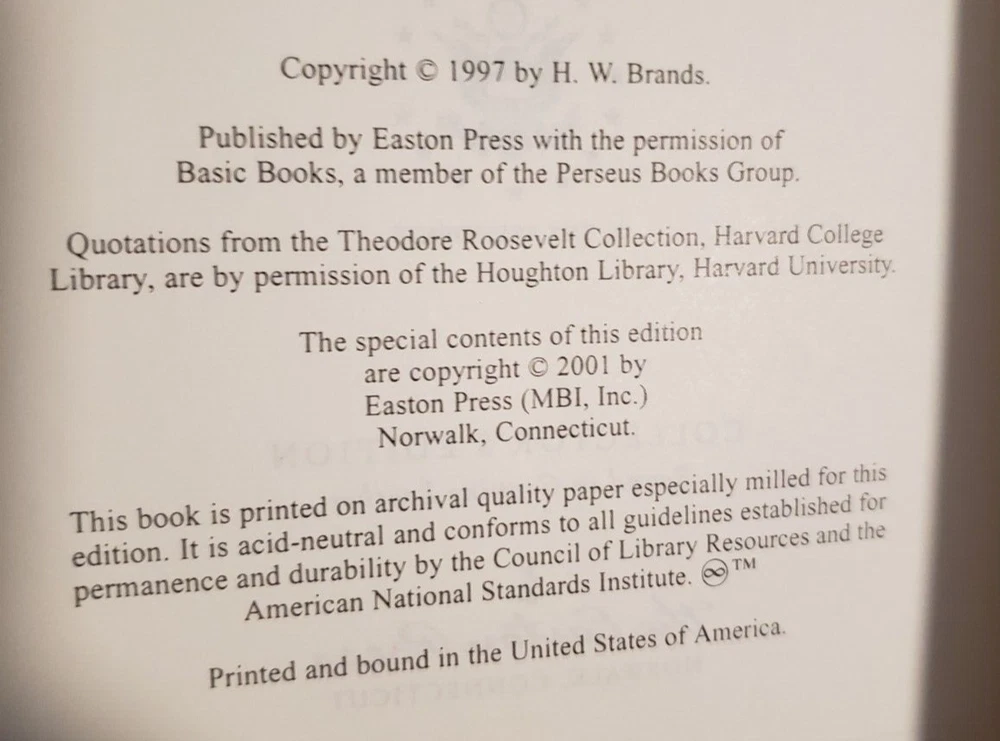 Copyright © 1997 by H. W. Brands.
Published by Easton Press with the permission of
Basic Books, a member of the Perseus Books Group.
Quotations from the Theodore Roosevelt Collection, Harvard College
Library, are by permission of the Houghton Library, Harvard University.
The special contents of this edition
are copyright © 2001 by
Easton Press (MBI, Inc.)
Norwalk, Connecticut.
This book is printed on archival quality paper especially milled for this
edition. It is acid-neutral and conforms to all guidelines established for
permanence and durability by the Council of Library Resources and the
American National Standards Institute. ♾™
Printed and bound in the United States of America.